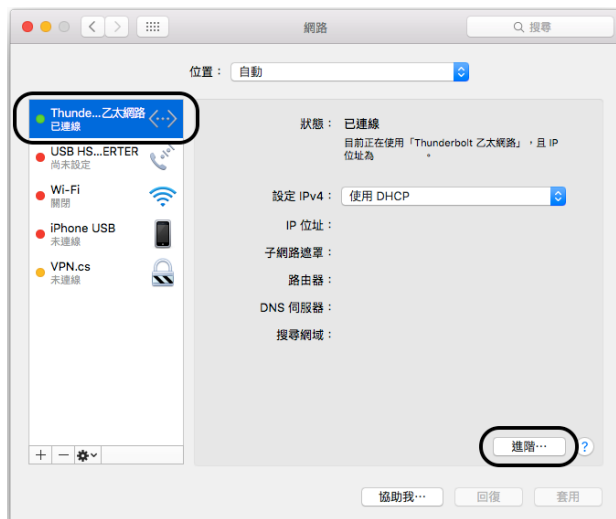 網路
搜尋
位置：
自動
Thunde...乙太網路
已連線
USB HS...ERTER
尚未設定
Wi-Fi
關閉
iPhone USB
未連線
VPN.cs
未連線
狀態：
已連線
目前正在使用「Thunderbolt 乙太網路」，且 IP
位址為 。
設定 IPv4：
使用 DHCP
IP 位址：
子網路遮罩：
路由器：
DNS 伺服器：
搜尋網域：
進階⋯
?
協助我⋯
回復
套用